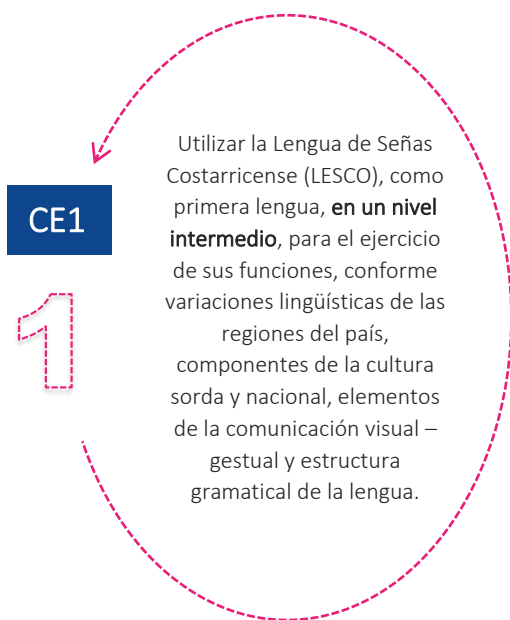 CE1
1
Utilizar la Lengua de Señas
Costarricense (LESCO), como
primera lengua, en un nivel
intermedio, para el ejercicio
de sus funciones, conforme
variaciones lingüísticas de las
regiones del país,
componentes de la cultura
sorda y nacional, elementos
de la comunicación visual –
gestual y estructura
gramatical de la lengua.